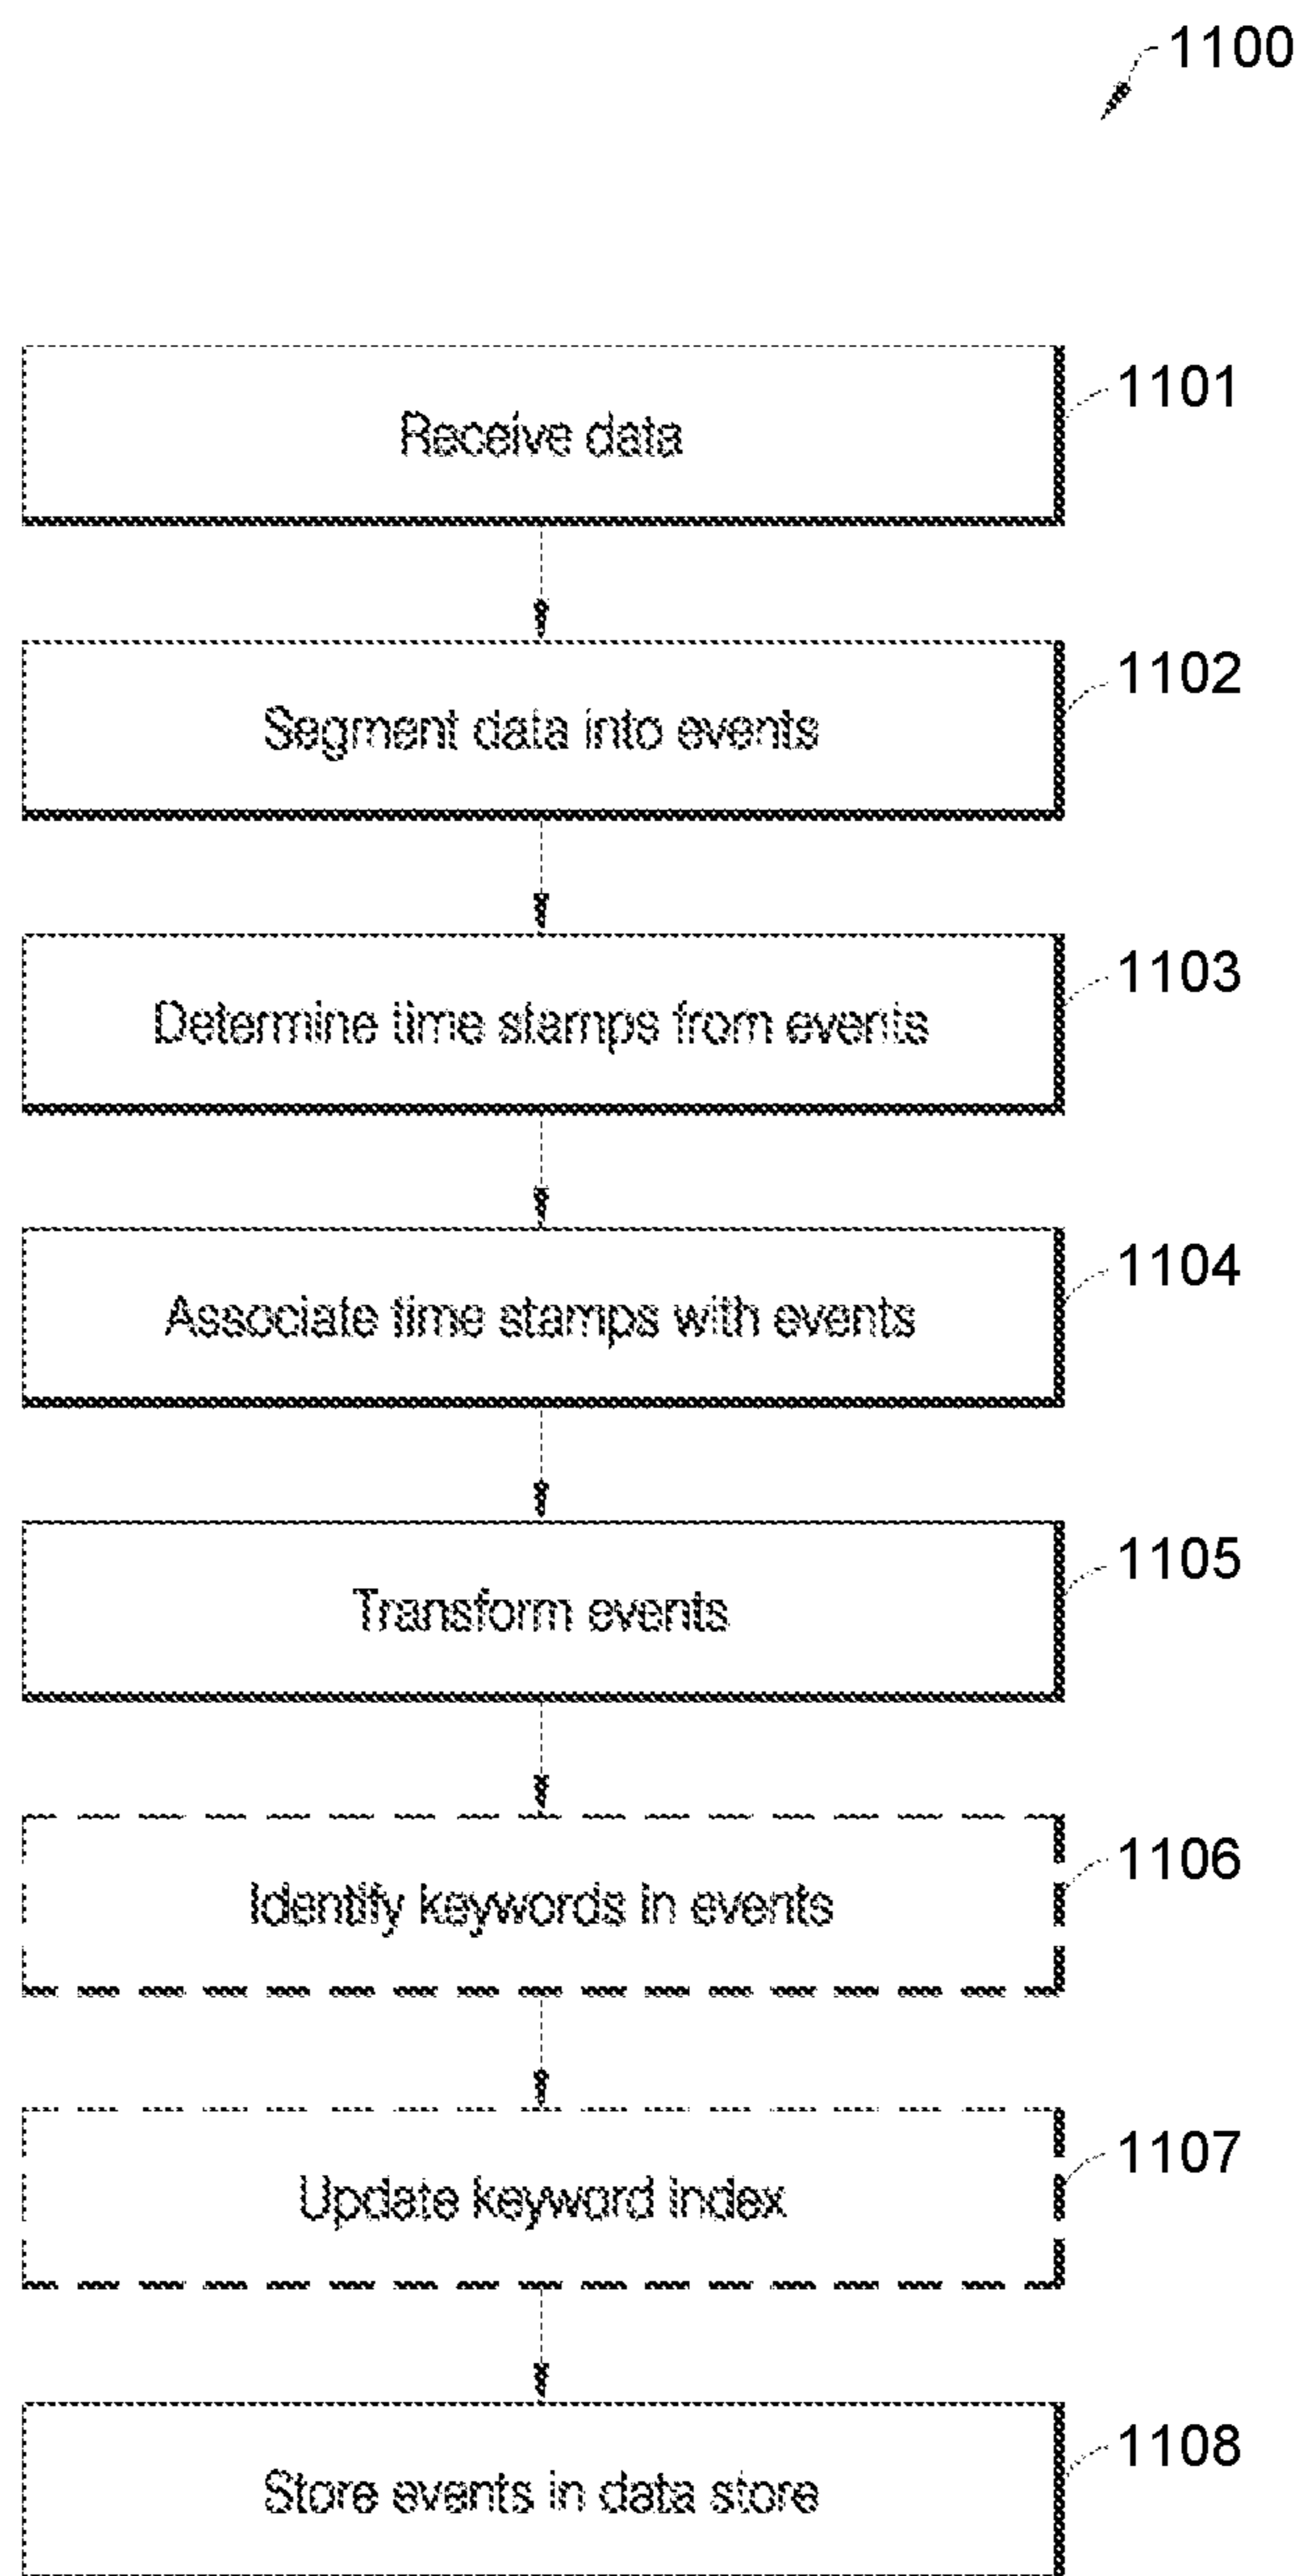 1100
Receive data
1101
Segment data into events
1102
Determine time stamps from events
1103
Associate time stamps with events
1104
Transform events
1105
Identify keywords in events
1106
Update keyword index
1107
Store events in data store
1108